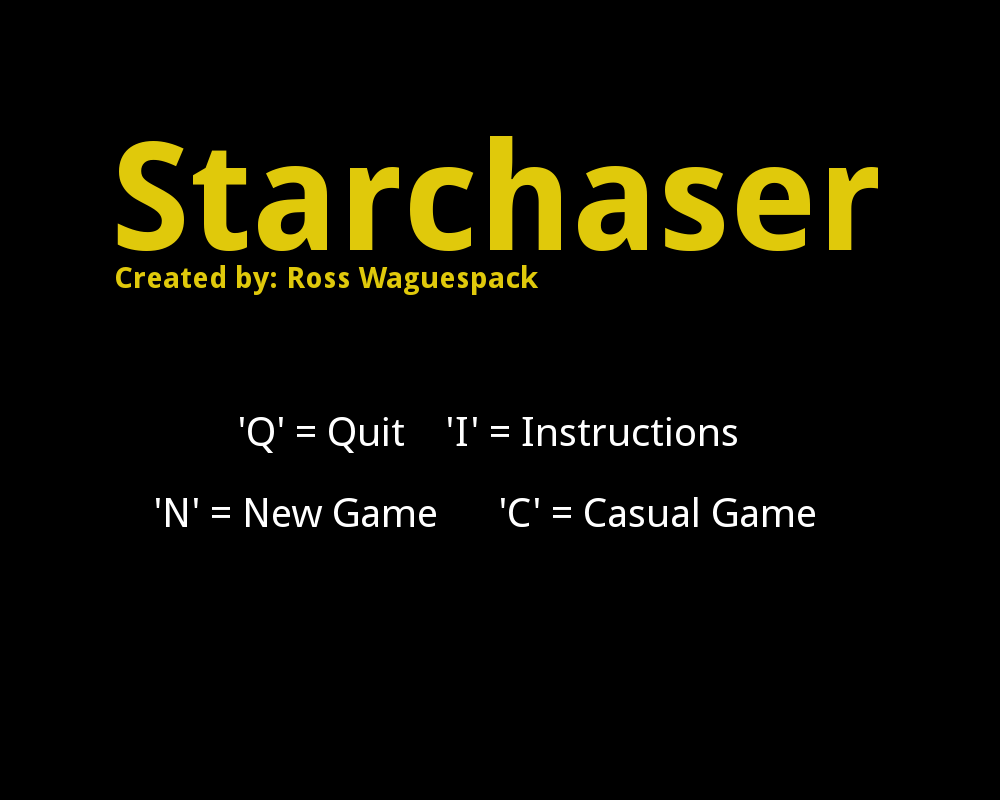 Starchaser
Created by: Ross Waguespack
'Q' = Quit 'I' = Instructions
'N' = New Game 'C' = Casual Game